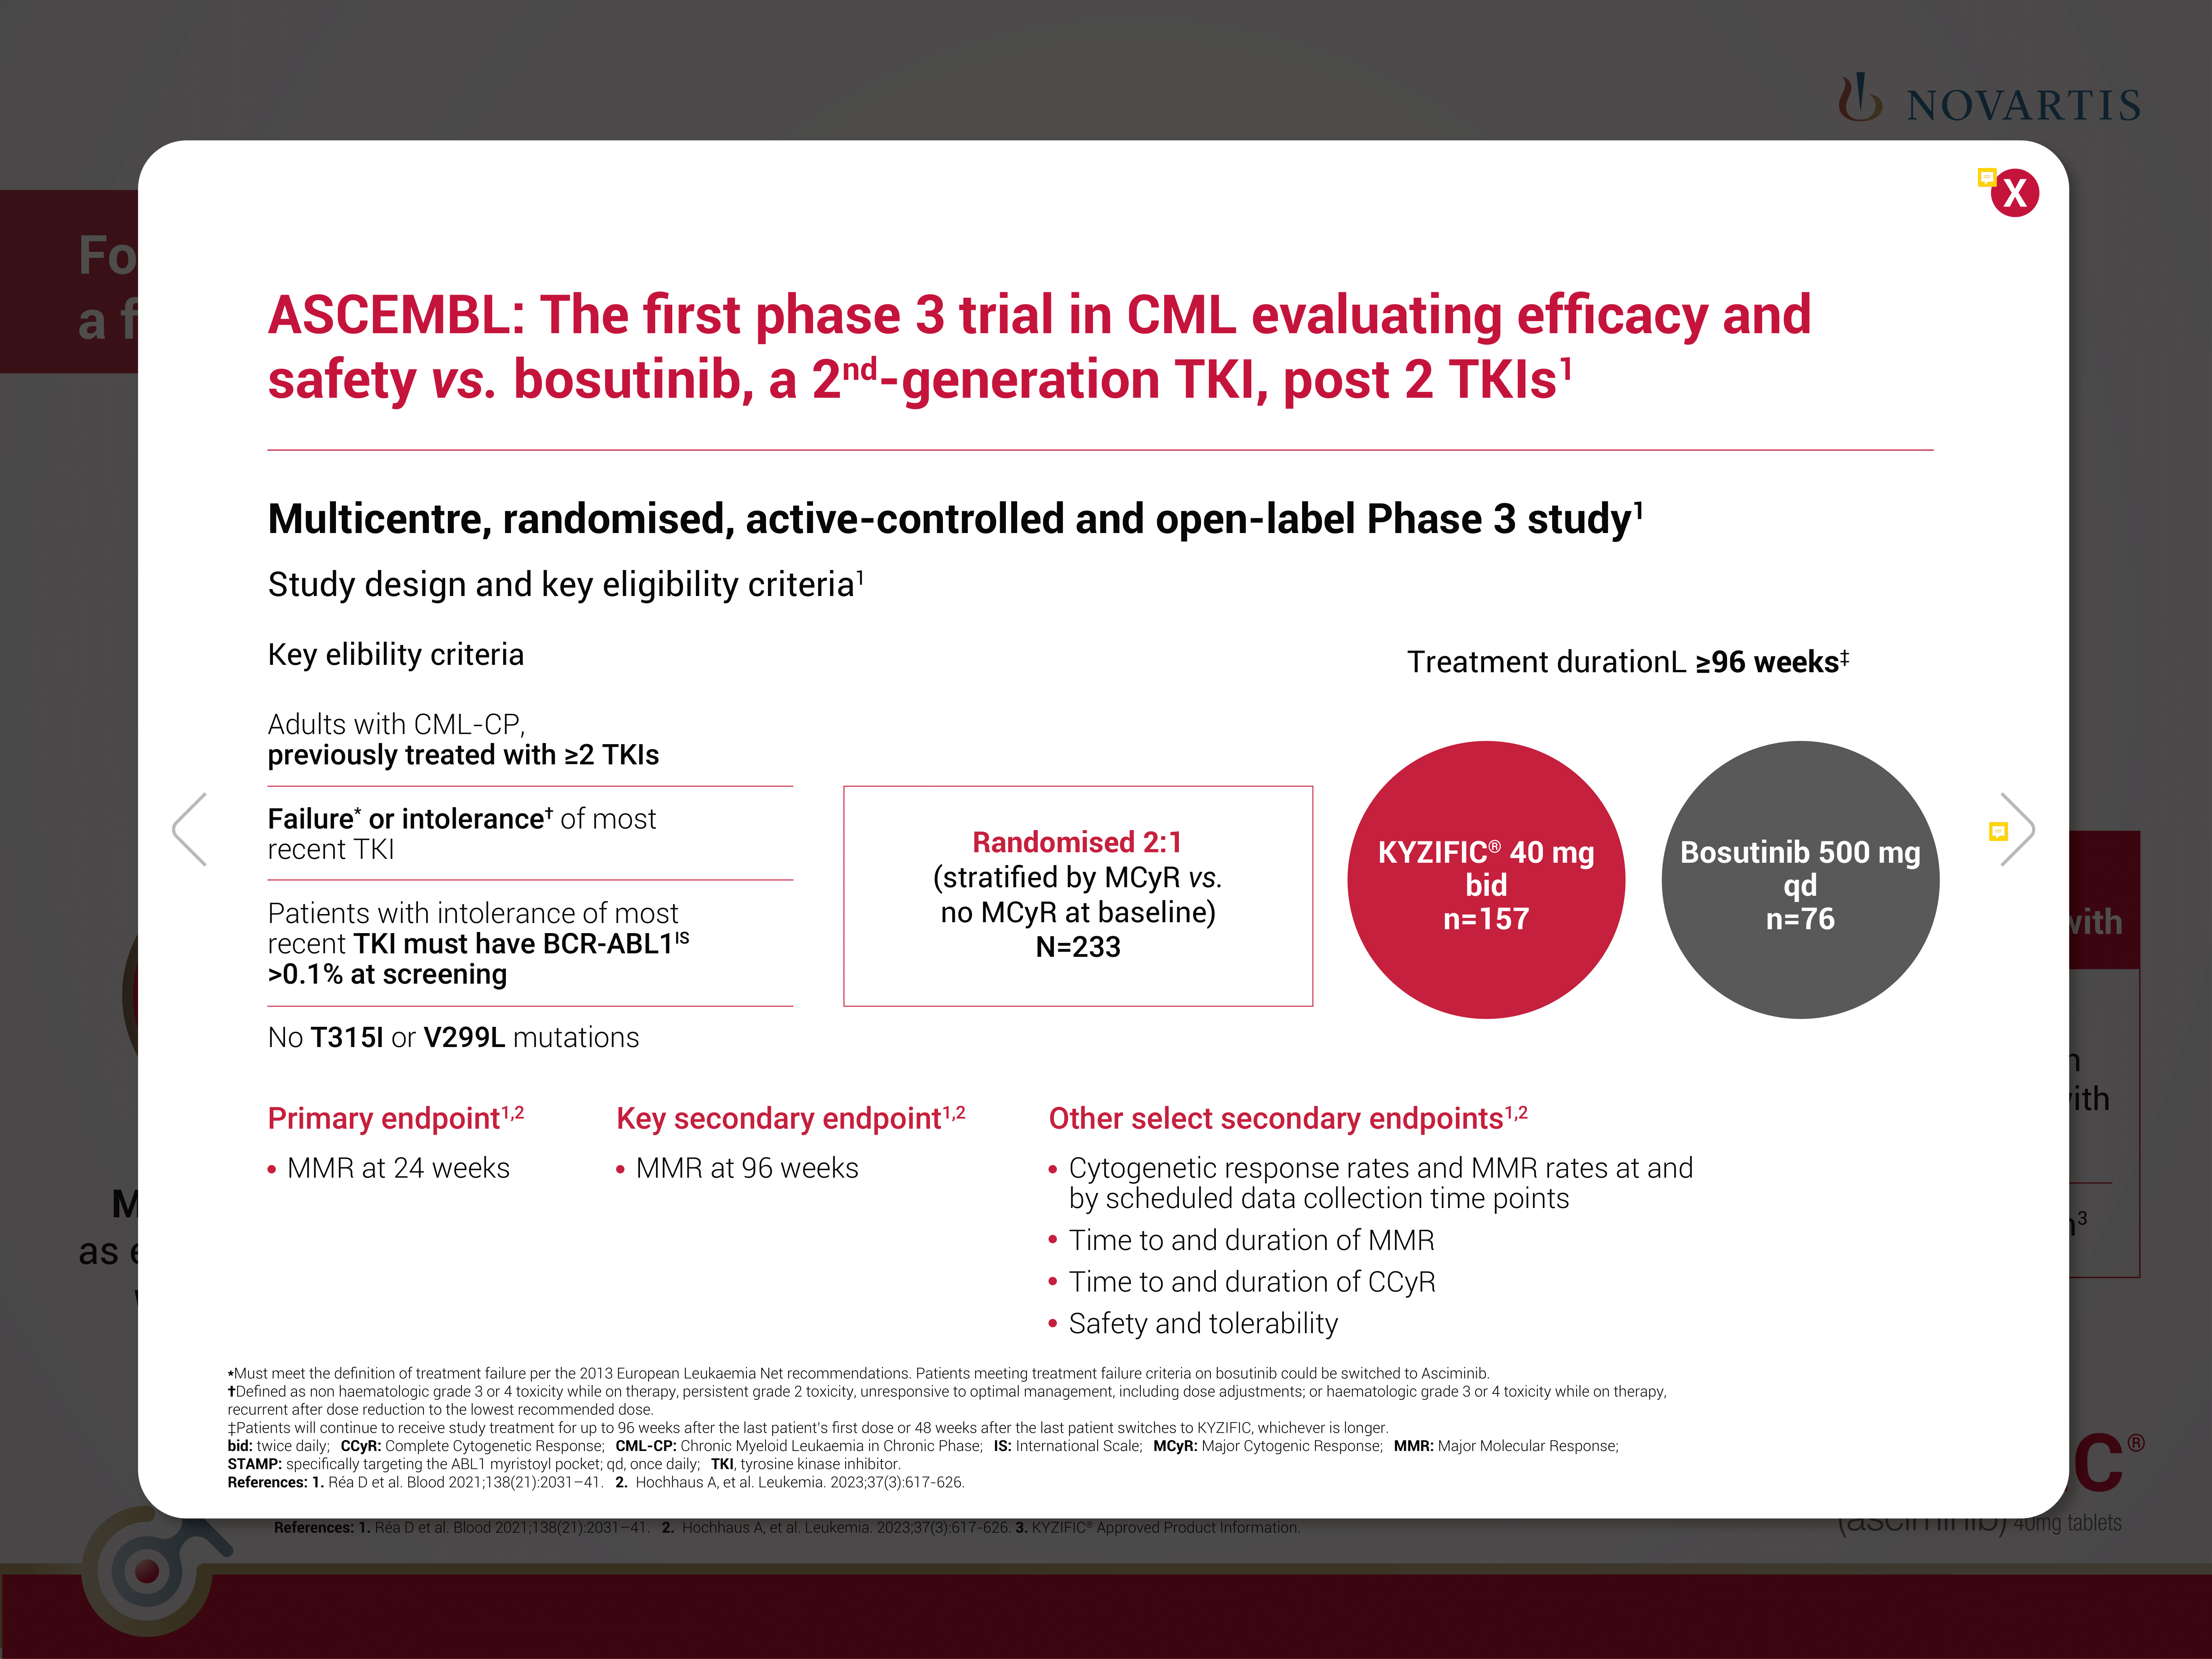 NOVARTIS
X
ASCEMBL: The first phase 3 trial in CML evaluating efficacy and
safety vs. bosutinib, a 2nd-generation TKI, post 2 TKIs1
Multicentre, randomised, active-controlled and open-label Phase 3 study1
Study design and key eligibility criteria1
Key elibility criteria
Adults with CML-CP,
previously treated with ≥2 TKIs
Failure* or intolerance† of most
recent TKI
Patients with intolerance of most
recent TKI must have BCR-ABL1IS
>0.1% at screening
No T315I or V299L mutations
Randomised 2:1
(stratified by MCyR vs.
no MCyR at baseline)
N=233
Treatment durationL ≥96 weeks‡
KYZIFIC® 40 mg
bid
n=157
Bosutinib 500 mg
qd
n=76
Primary endpoint1,2
• MMR at 24 weeks
Key secondary endpoint1,2
• MMR at 96 weeks
Other select secondary endpoints1,2
• Cytogenetic response rates and MMR rates at and
by scheduled data collection time points
• Time to and duration of MMR
• Time to and duration of CCyR
• Safety and tolerability
*Must meet the definition of treatment failure per the 2013 European Leukaemia Net recommendations. Patients meeting treatment failure criteria on bosutinib could be switched to Asciminib.
†Defined as non haematologic grade 3 or 4 toxicity while on therapy, persistent grade 2 toxicity, unresponsive to optimal management, including dose adjustments; or haematologic grade 3 or 4 toxicity while on therapy,
recurrent after dose reduction to the lowest recommended dose.
‡Patients will continue to receive study treatment for up to 96 weeks after the last patient's first dose or 48 weeks after the last patient switches to KYZIFIC, whichever is longer.
bid: twice daily; CCyR: Complete Cytogenetic Response; CML-CP: Chronic Myeloid Leukaemia in Chronic Phase; IS: International Scale; MCyR: Major Cytogenic Response; MMR: Major Molecular Response;
STAMP: specifically targeting the ABL1 myristoyl pocket; qd, once daily; TKI, tyrosine kinase inhibitor.
References: 1. Réa D et al. Blood 2021;138(21):2031–41. 2. Hochhaus A, et al. Leukemia. 2023;37(3):617-626.
References: 1. Réa D et al. Blood 2021;138(21):2031–41. 2. Hochhaus A, et al. Leukemia. 2023;37(3):617-626. 3. KYZIFIC® Approved Product Information.
(asciminib) 40mg tablets